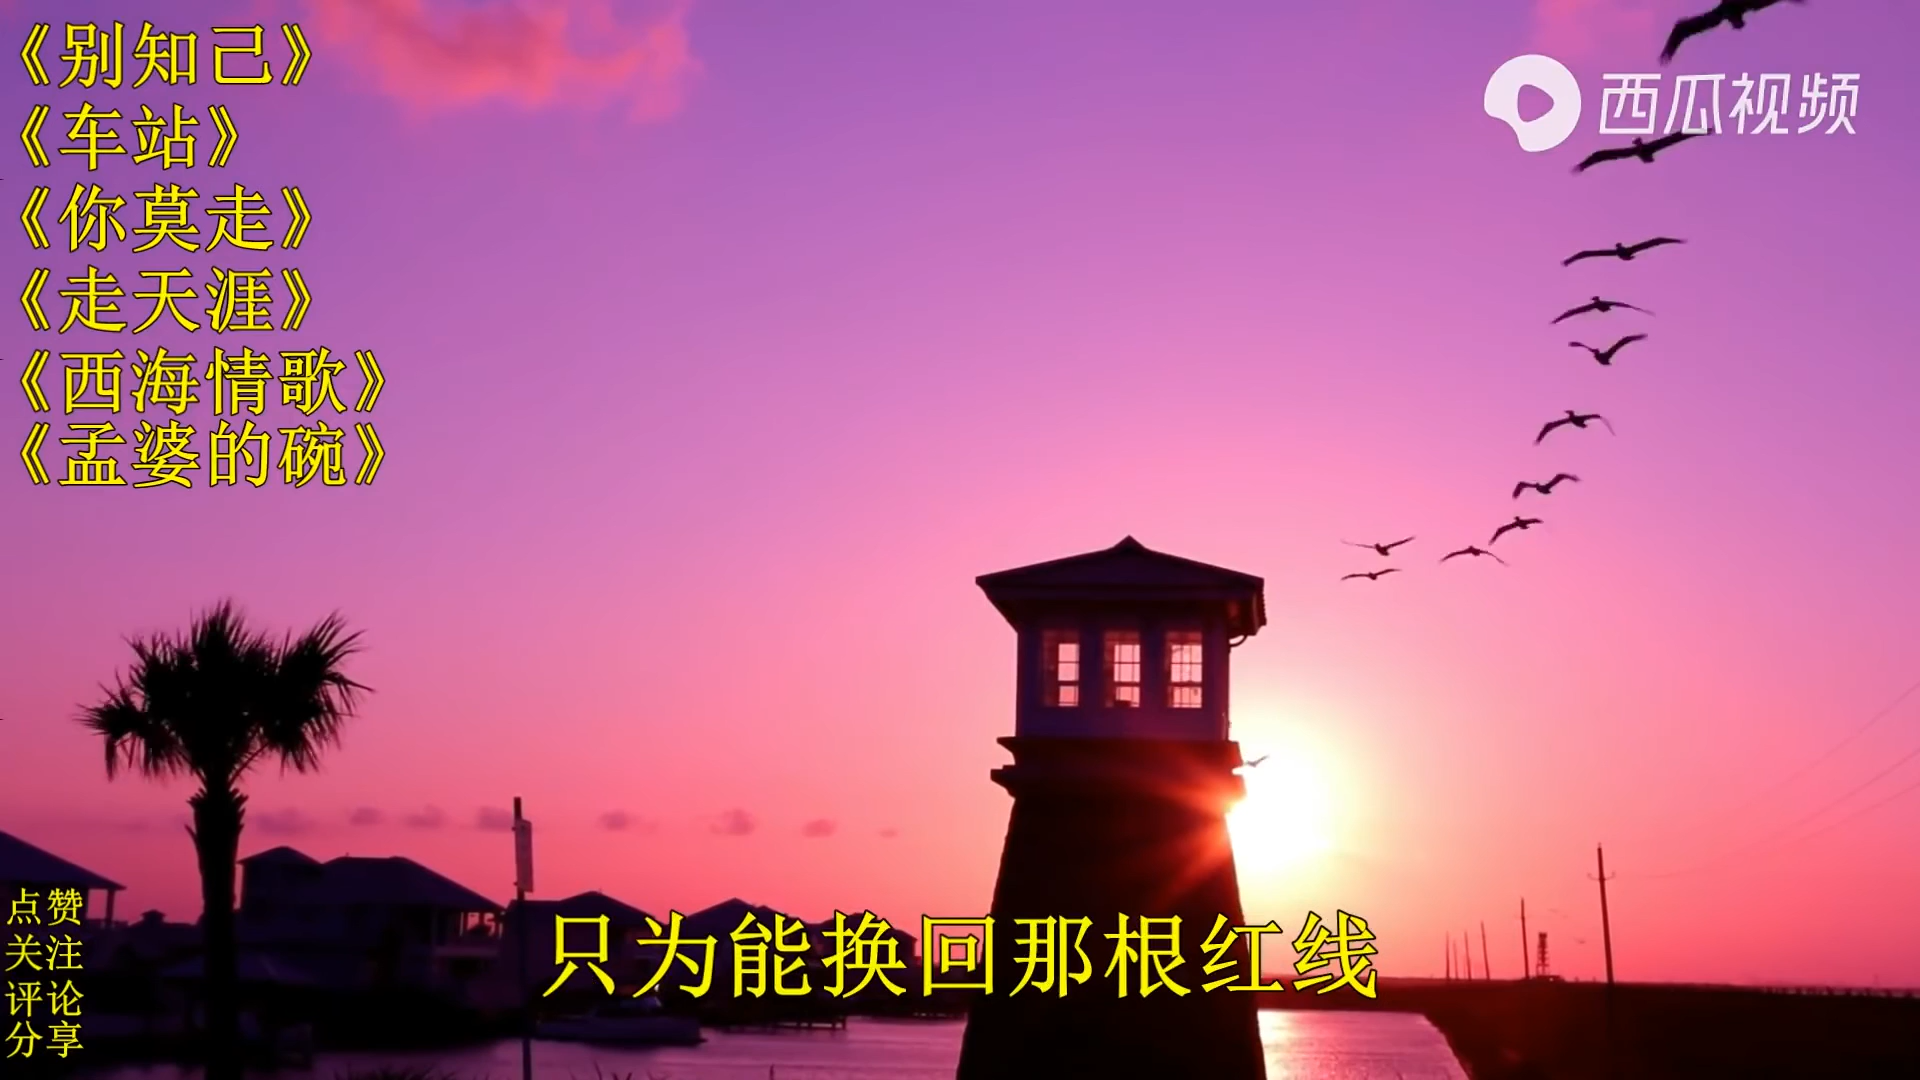 《别知己》
《车站》
《你莫走》
《走天涯》
《西海情歌》
《孟婆的碗》
西瓜视频
点赞
关注
评论
分享
只为能换回那根红线